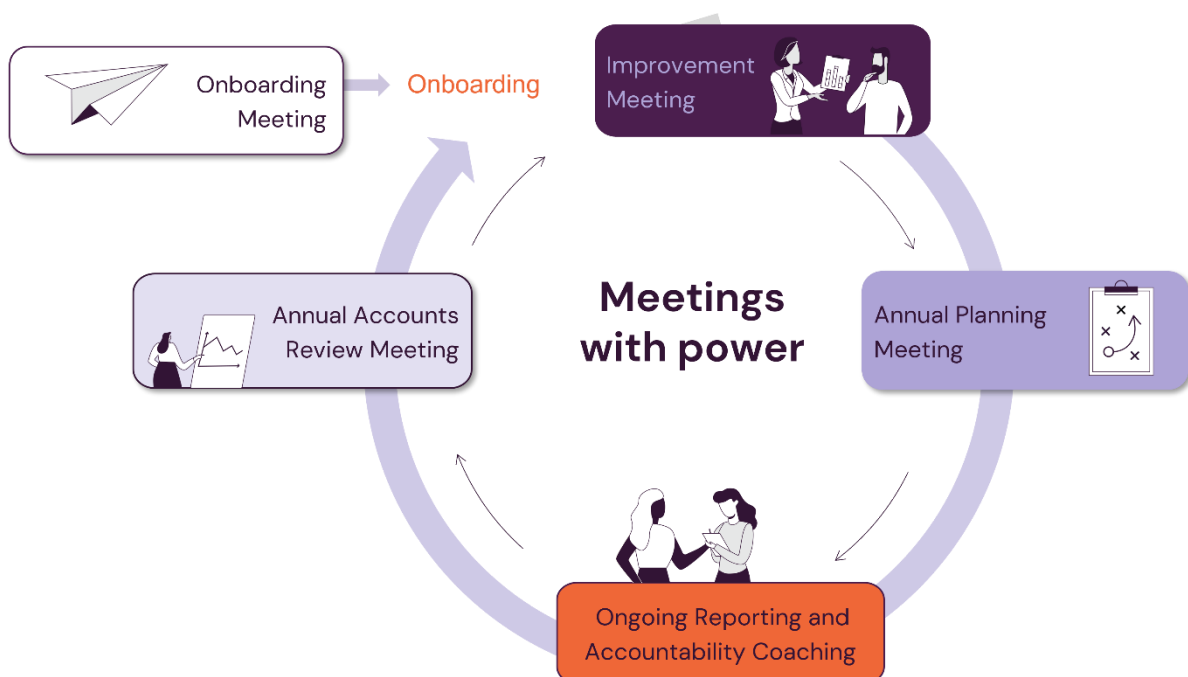 Onboarding
Meeting
Onboarding
Improvement
Meeting
Meetings
with power
Annual Accounts
Review Meeting
Annual Planning
Meeting
Ongoing Reporting and
Accountability Coaching